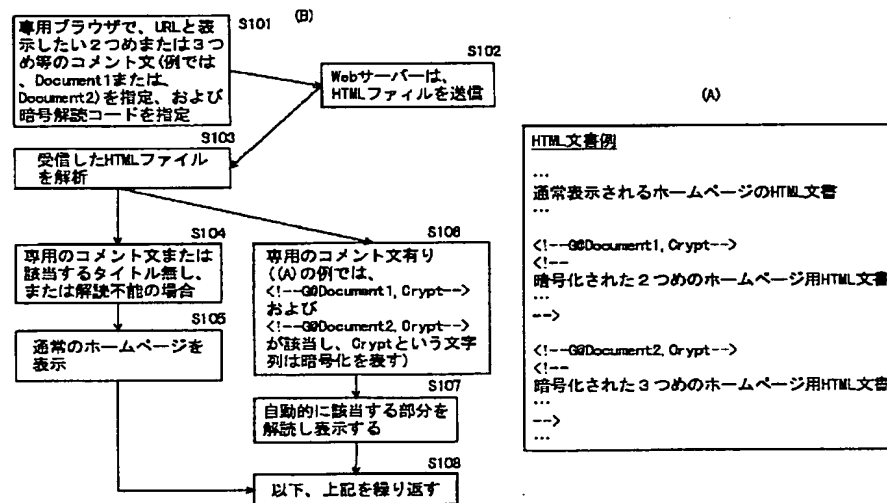 (B)
S101
専用ブラウザで、URLと表
示したい２つめまたは３つ
め等のコメント文(例では
、Document1または、
Document2)を指定、および
暗号解読コードを指定
S102
Webサーバーは、
HTMLファィルを送信
S103
受信したHTMLファイル
を解析
S104
専用のコメント文または
該当するタイトル無し、
または解読不能の場合
S105
通常のホームページを
表示
S106
専用のコメント文有り
((A)の例では、
<!--G@Document1,Crypt-->
および
<!--G@Document2,Crypt-->
が該当し、Cryptという文字
列は暗号化を表す)
S107
自動的に該当する部分を
解読し表示する
S108
以下、上記を繰り返す
(A)
HTML文書例
...
通常表示されるホームページのHTML文書
...
<!--G@Document1,Crypt-->
<!--
暗号化された２つめのホームページ用HTML文書
...
-->
<!--G@Document2,Crypt-->
<!--
暗号化された３つめのホームページ用HTML文書
...
-->
...